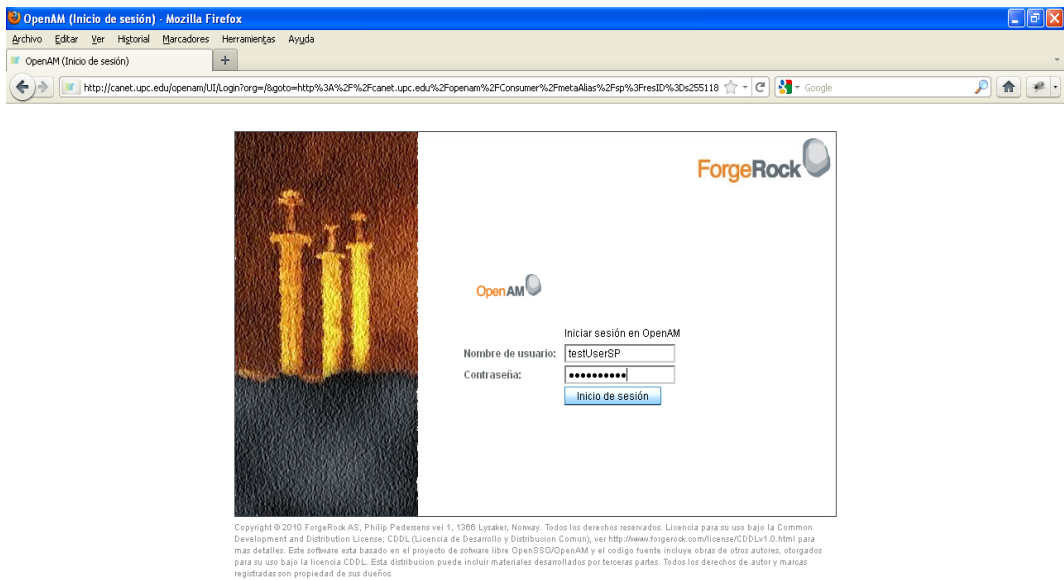 OpenAM (Inicio de sesión) - Mozilla Firefox
Archivo Editar Ver Historial Marcadores Herramientas Ayuda
OpenAM (Inicio de sesión)
http://canet.upc.edu/openam/UI/Login?org=/&goto=http%3A%2F%2Fcanet.upc.edu%2Fopenam%2FConsumer%2FmetaAlias%2Fsp%3FresID%3Ds255118 Google
ForgeRock
OpenAM
Iniciar sesión en OpenAM
Nombre de usuario: testUserSP
Contraseña: ●●●●●●●●●●
Inicio de sesión
Copyright © 2010 ForgeRock AS, Philip Pedersens vei 1, 1366 Lysaker, Norway. Todos los derechos reservados. Licencia para su uso bajo la Common
Development and Distribution License; CDDL (Licencia de Desarrollo y Distribucion Comun), ver http://www.forgerock.com/license/CDDLv1.0.html para
mas detalles. Este software esta basado en el proyecto de sofware libre OpenSSO/OpenAM y el codigo fuente incluye obras de otros autores, otorgados
para su uso bajo la licencia CDDL. Esta distribucion puede incluir materiales desarrollados por terceras partes. Todos los derechos de autor y marcas
registradas son propiedad de sus dueños.